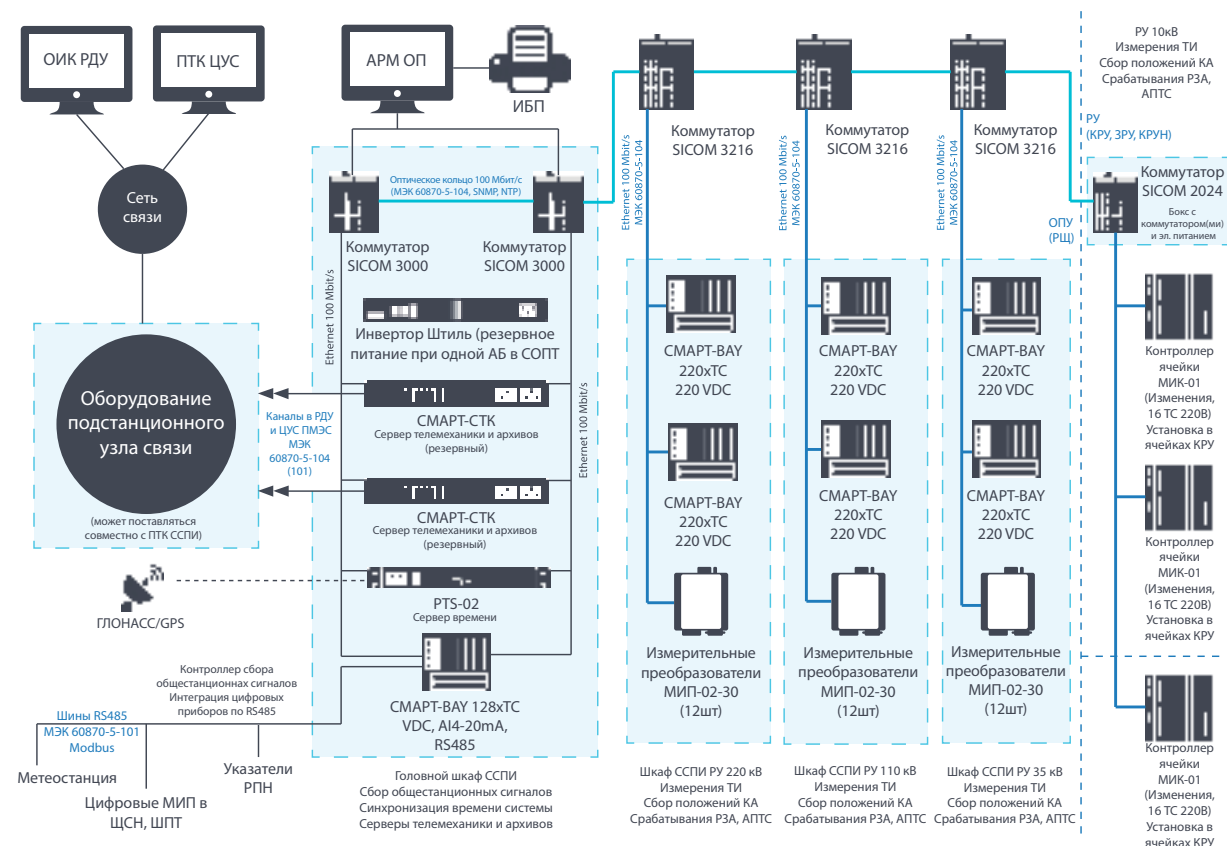 ОИК РДУ
ПТК ЦУС
АРМ ОП
ИБП
Сеть
связи
Оборудование
подстанционного
узла связи
(может поставляться
совместно с ПТК ССПИ)
Каналы в РДУ
и ЦУС ПМЭС
МЭК
60870-5-104
(101)
ГЛОНАСС/GPS
Контроллер сбора
общестанционнах сигналов
Интеграция цифровых
приборов по RS485
Шины RS485
МЭК 60870-5-101
Modbus
Метеостанция
Цифровые МИП в
ЩСН, ШПТ
Указатели
РПН
Оптическое кольцо 100 Мбит/с
(МЭК 60870-5-104, SNMP, NTP)
Коммутатор
SICOM 3000
Коммутатор
SICOM 3000
Ethernet 100 Mbit/s
Ethernet 100 Mbit/s
Инвертор Штиль (резервное
питание при одной АБ в СОПТ
СМАРТ-СТК
Сервер телемеханики и архивов
(резервный)
СМАРТ-СТК
Сервер телемеханики и архивов
(резервный)
PTS-02
Сервер времени
СМАРТ-BAY 128xTC
VDC, AI4-20mA,
RS485
Головной шкаф ССПИ
Сбор общестанционных сигналов
Синхронизация времени системы
Серверы телемеханики и архивов
Коммутатор
SICOM 3216
Ethernet 100 Mbit/s
МЭК 60870-5-104
СМАРТ-BAY
220xTC
220 VDC
СМАРТ-BAY
220xTC
220 VDC
Измерительные
преобразователи
МИП-02-30
(12шт)
Шкаф ССПИ РУ 220 кВ
Измерения ТИ
Сбор положений КА
Срабатывания РЗА, АПТС
Коммутатор
SICOM 3216
Ethernet 100 Mbit/s
МЭК 60870-5-104
СМАРТ-BAY
220xTC
220 VDC
СМАРТ-BAY
220xTC
220 VDC
Измерительные
преобразователи
МИП-02-30
(12шт)
Шкаф ССПИ РУ 110 кВ
Измерения ТИ
Сбор положений КА
Срабатывания РЗА, АПТС
Коммутатор
SICOM 3216
Ethernet 100 Mbit/s
МЭК 60870-5-104
СМАРТ-BAY
220xTC
220 VDC
СМАРТ-BAY
220xTC
220 VDC
Измерительные
преобразователи
МИП-02-30
(12шт)
Шкаф ССПИ РУ 35 кВ
Измерения ТИ
Сбор положений КА
Срабатывания РЗА, АПТС
РУ 10кВ
Измерения ТИ
Сбор положений КА
Срабатывания РЗА,
АПТС
РУ
(КРУ, ЗРУ, КРУН)
ОПУ
(РЩ)
Коммутатор
SICOM 2024
Бокс с
коммутатором(ми)
и эл. питанием
Контроллер
ячейки
МИК-01
(Изменения,
16 ТС 220В)
Установка в
ячейках КРУ
Контроллер
ячейки
МИК-01
(Изменения,
16 ТС 220В)
Установка в
ячейках КРУ
Контроллер
ячейки
МИК-01
(Изменения,
16 ТС 220В)
Установка в
ячейках КРУ